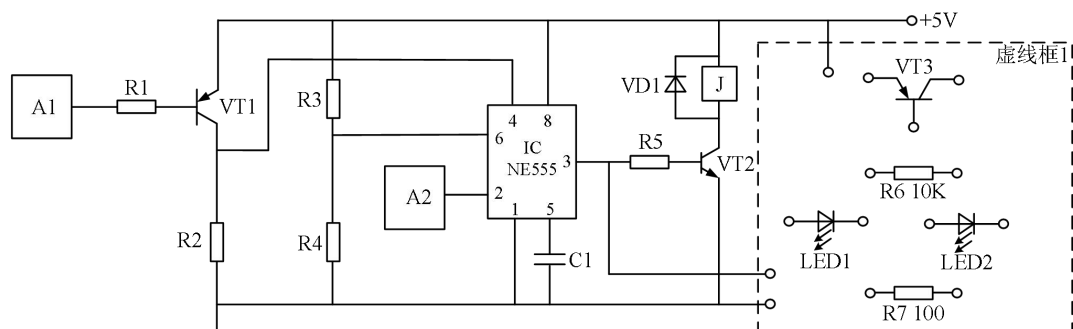 +5V
虚线框1
VT3
A1
R1
VT1
R3
VD1
J
4
8
6
IC
NE555
3
R5
VT2
A2
2
1
5
R6 10K
R2
R4
C1
LED1
LED2
R7 100